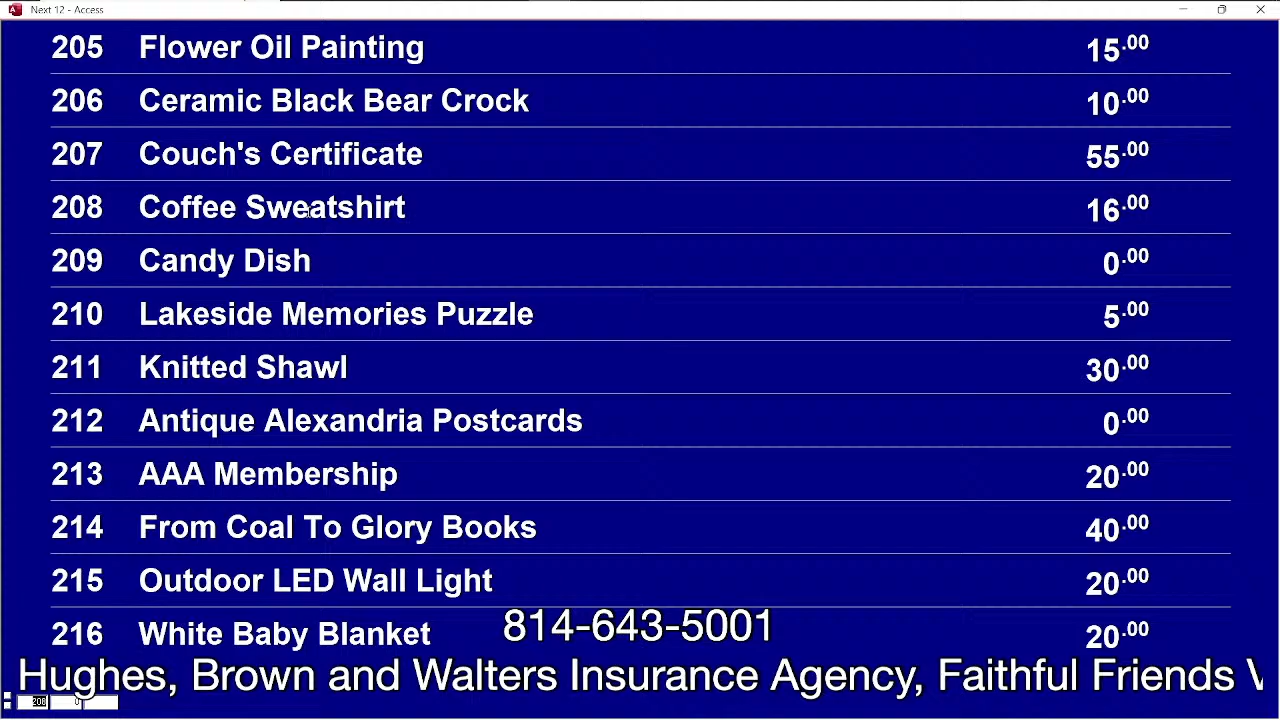 Next 12 - Access
205 Flower Oil Painting 15.00
206 Ceramic Black Bear Crock 10.00
207 Couch's Certificate 55.00
208 Coffee Sweatshirt 16.00
209 Candy Dish 0.00
210 Lakeside Memories Puzzle 5.00
211 Knitted Shawl 30.00
212 Antique Alexandria Postcards 0.00
213 AAA Membership 20.00
214 From Coal To Glory Books 40.00
215 Outdoor LED Wall Light 20.00
216 White Baby Blanket 20.00
814-643-5001
Hughes, Brown and Walters Insurance Agency, Faithful Friends V
208 0